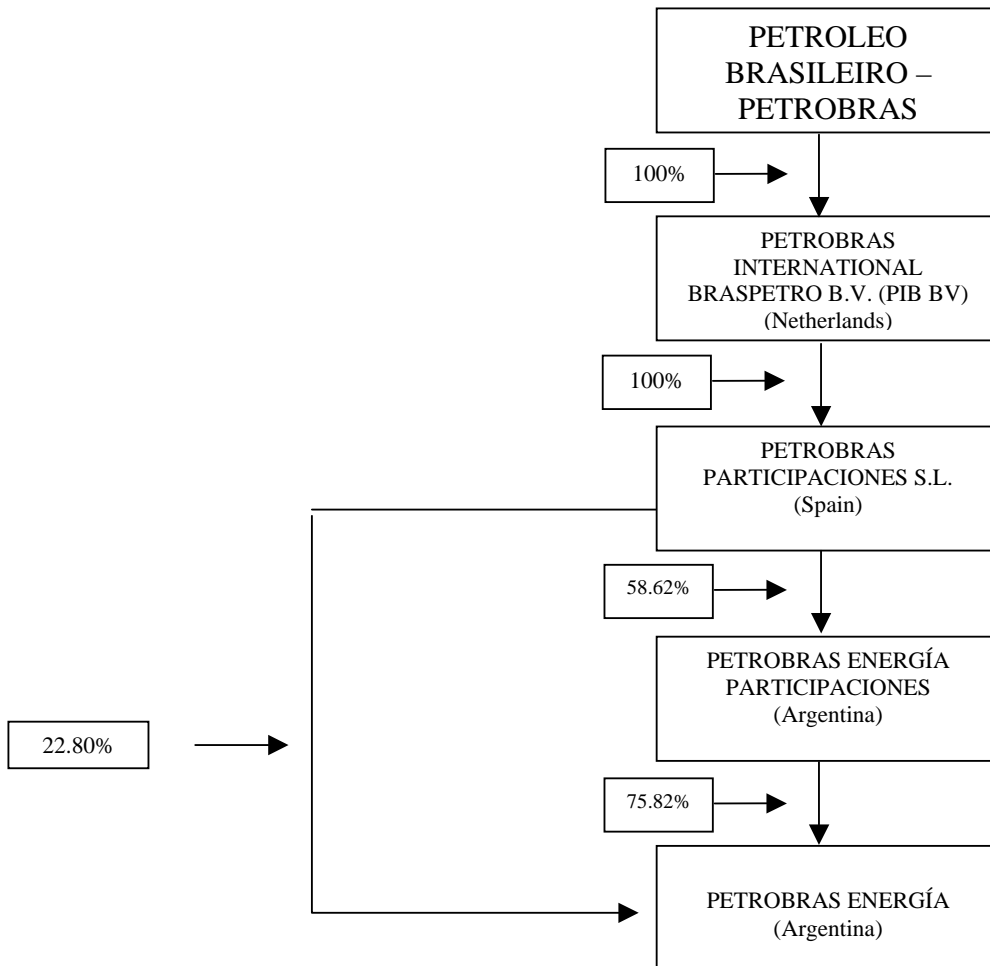 PETROLEO
BRASILEIRO –
PETROBRAS
100%
PETROBRAS
INTERNATIONAL
BRASPETRO B.V. (PIB BV)
(Netherlands)
100%
PETROBRAS
PARTICIPACIONES S.L.
(Spain)
58.62%
PETROBRAS ENERGÍA
PARTICIPACIONES
(Argentina)
22.80%
75.82%
PETROBRAS ENERGÍA
(Argentina)